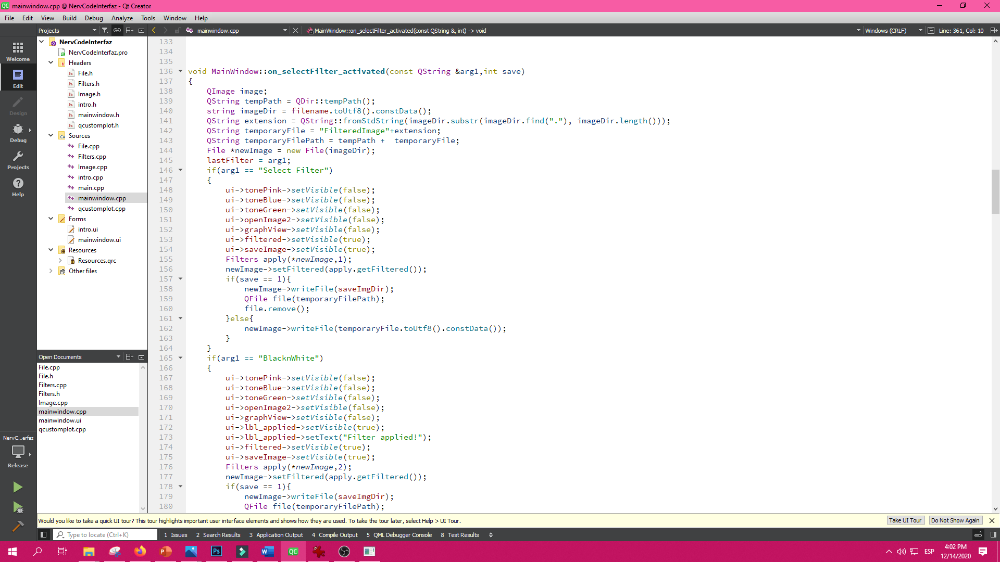 mainwindow.cpp @ NervCodeInterfaz - Qt Creator
File Edit View Build Debug Analyze Tools Window Help
Projects
mainwindow.cpp
MainWindow::on_selectFilter_activated(const QString &, int) -> void
Windows (CRLF)
Line: 361, Col: 10
Welcome
Edit
Design
Debug
Projects
Help
NervCodeInterfaz
NervCodeInterfaz.pro
Headers
File.h
Filters.h
Image.h
intro.h
mainwindow.h
qcustomplot.h
Sources
File.cpp
Filters.cpp
Image.cpp
intro.cpp
main.cpp
mainwindow.cpp
qcustomplot.cpp
Forms
intro.ui
mainwindow.ui
Resources
Resources.qrc
Other files
Open Documents
File.cpp
File.h
Filters.cpp
Filters.h
Image.cpp
mainwindow.cpp
mainwindow.ui
qcustomplot.cpp
NervC...erfaz
Release
133
134
135
136 void MainWindow::on_selectFilter_activated(const QString &arg1,int save)
137 {
138 QImage image;
139 QString tempPath = QDir::tempPath();
140 string imageDir = filename.toUtf8().constData();
141 QString extension = QString::fromStdString(imageDir.substr(imageDir.find("."), imageDir.length()));
142 QString temporaryFile = "FilteredImage"+extension;
143 QString temporaryFilePath = tempPath +  temporaryFile;
144 File *newImage = new File(imageDir);
145 lastFilter = arg1;
146 if(arg1 == "Select Filter")
147 {
148 ui->tonePink->setVisible(false);
149 ui->toneBlue->setVisible(false);
150 ui->toneGreen->setVisible(false);
151 ui->openImage2->setVisible(false);
152 ui->graphView->setVisible(false);
153 ui->filtered->setVisible(true);
154 ui->saveImage->setVisible(true);
155 Filters apply(*newImage,1);
156 newImage->setFiltered(apply.getFiltered());
157 if(save == 1){
158 newImage->writeFile(saveImgDir);
159 QFile file(temporaryFilePath);
160 file.remove();
161 }else{
162 newImage->writeFile(temporaryFile.toUtf8().constData());
163 }
164 }
165 if(arg1 == "BlacknWhite")
166 {
167 ui->tonePink->setVisible(false);
168 ui->toneBlue->setVisible(false);
169 ui->toneGreen->setVisible(false);
170 ui->openImage2->setVisible(false);
171 ui->graphView->setVisible(false);
172 ui->lbl_applied->setVisible(true);
173 ui->lbl_applied->setText("Filter applied!");
174 ui->filtered->setVisible(true);
175 ui->saveImage->setVisible(true);
176 Filters apply(*newImage,2);
177 newImage->setFiltered(apply.getFiltered());
178 if(save == 1){
179 newImage->writeFile(saveImgDir);
180 QFile file(temporaryFilePath);
Would you like to take a quick UI tour? This tour highlights important user interface elements and shows how they are used. To take the tour later, select Help > UI Tour.
Take UI Tour
Do Not Show Again
Type to locate (Ctrl+K)
1 Issues 2 Search Results 3 Application Output 4 Compile Output 5 QML Debugger Console 8 Test Results
ESP
4:02 PM
12/14/2020